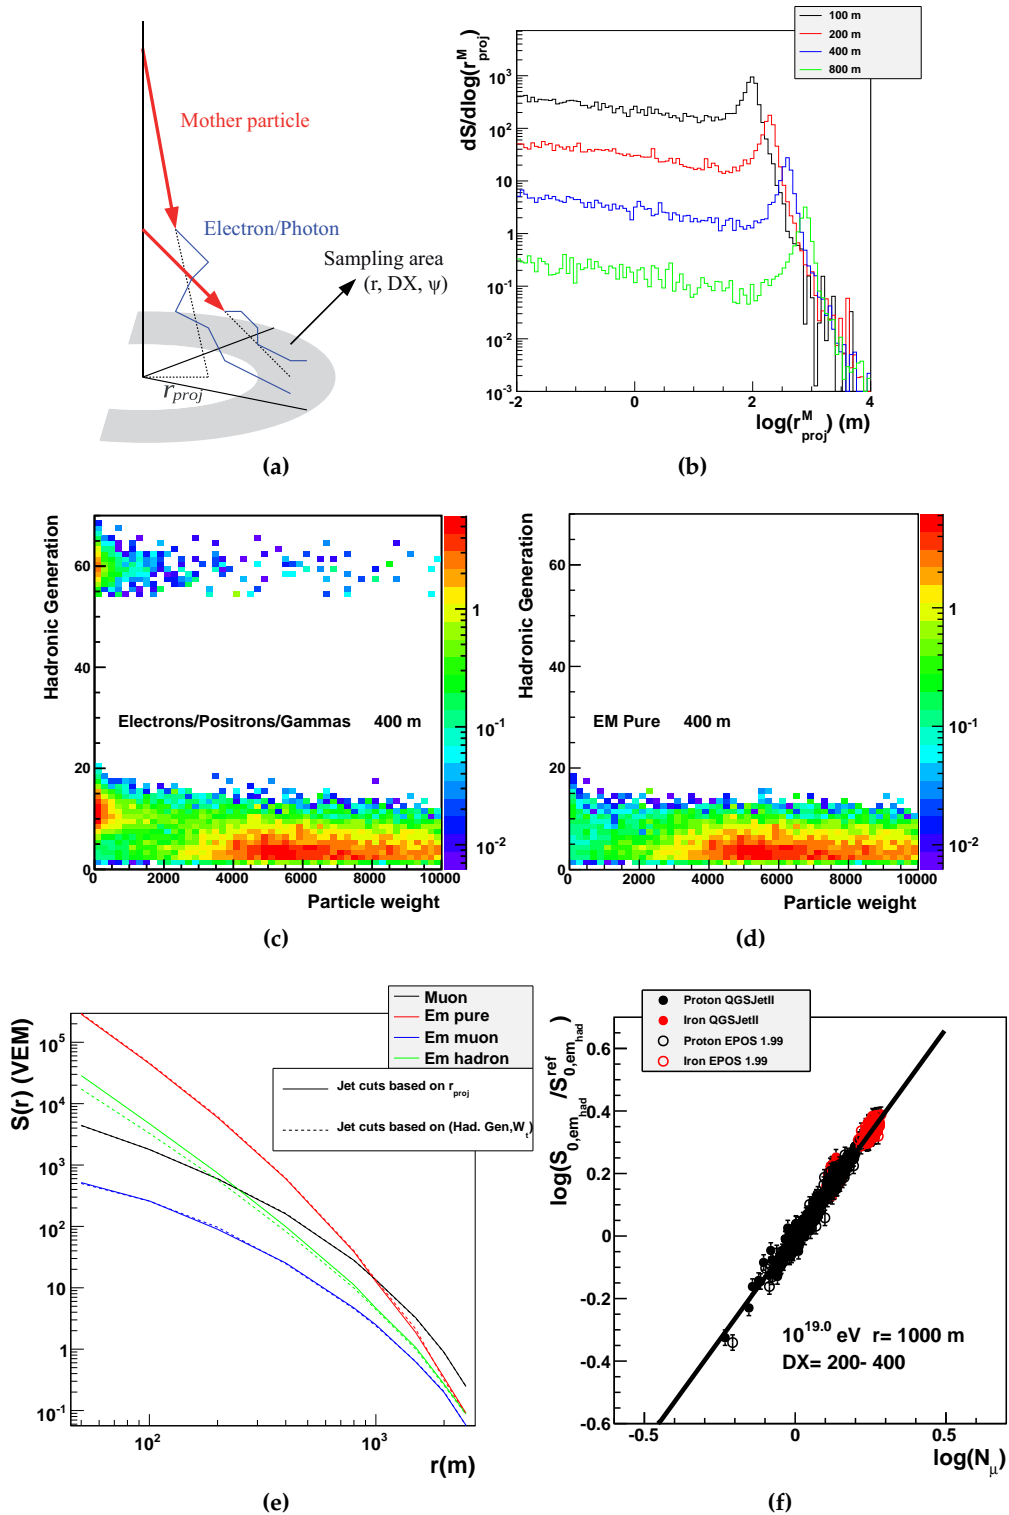 Mother particle
Electron/Photon
Sampling area
(r, DX, ψ)
rproj
(a)
100 m
200 m
400 m
800 m
dS/dlog(r^M_proj)
10^3
10^2
10
1
10^-1
10^-2
10^-3
-2 0 2 4
log(r^M_proj) (m)
(b)
Hadronic Generation
60
40
20
0
Electrons/Positrons/Gammas 400 m
1
10^-1
10^-2
0 2000 4000 6000 8000 10000
Particle weight
(c)
Hadronic Generation
60
40
20
0
EM Pure 400 m
1
10^-1
10^-2
0 2000 4000 6000 8000 10000
Particle weight
(d)
Muon
Em pure
Em muon
Em hadron
Jet cuts based on r_proj
Jet cuts based on (Had. Gen,W_t)
S(r) (VEM)
10^5
10^4
10^3
10^2
10
1
10^-1
10^2 10^3
r(m)
(e)
Proton QGSJetII
Iron QGSJetII
Proton EPOS 1.99
Iron EPOS 1.99
log(S_0,em_had/S^ref_0,em_had)
0.6
0.4
0.2
0
-0.2
-0.4
-0.6
10^19.0 eV r= 1000 m
DX= 200- 400
-0.5 0 0.5
log(N_μ)
(f)